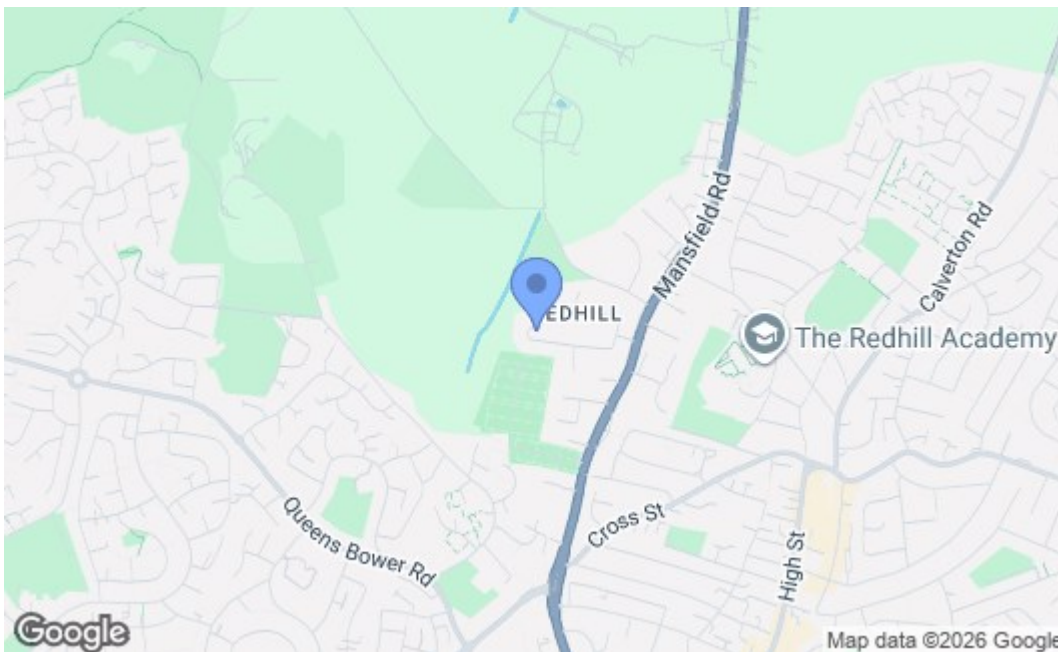 Mansfield Rd
Calverton Rd
EDHILL
The Redhill Academy
Queens Bower Rd
Cross St
High St
Google
Map data ©2026 Google